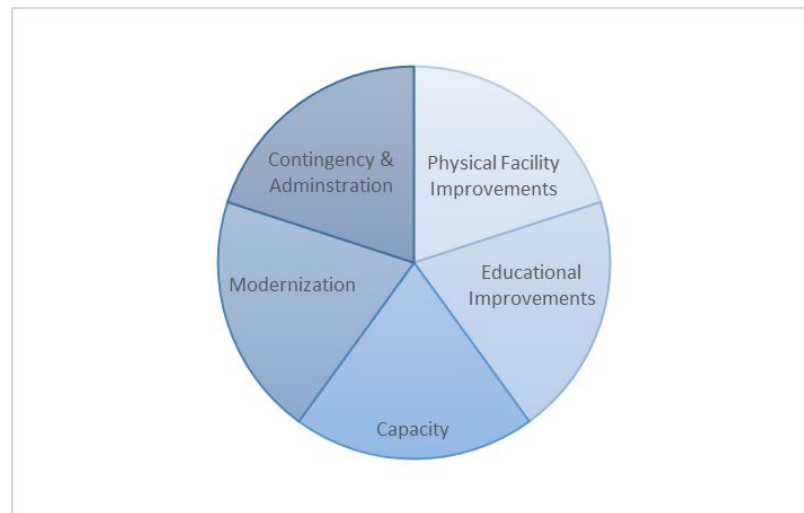 Contingency &
Adminstration
Physical Facility
Improvements
Modernization
Educational
Improvements
Capacity